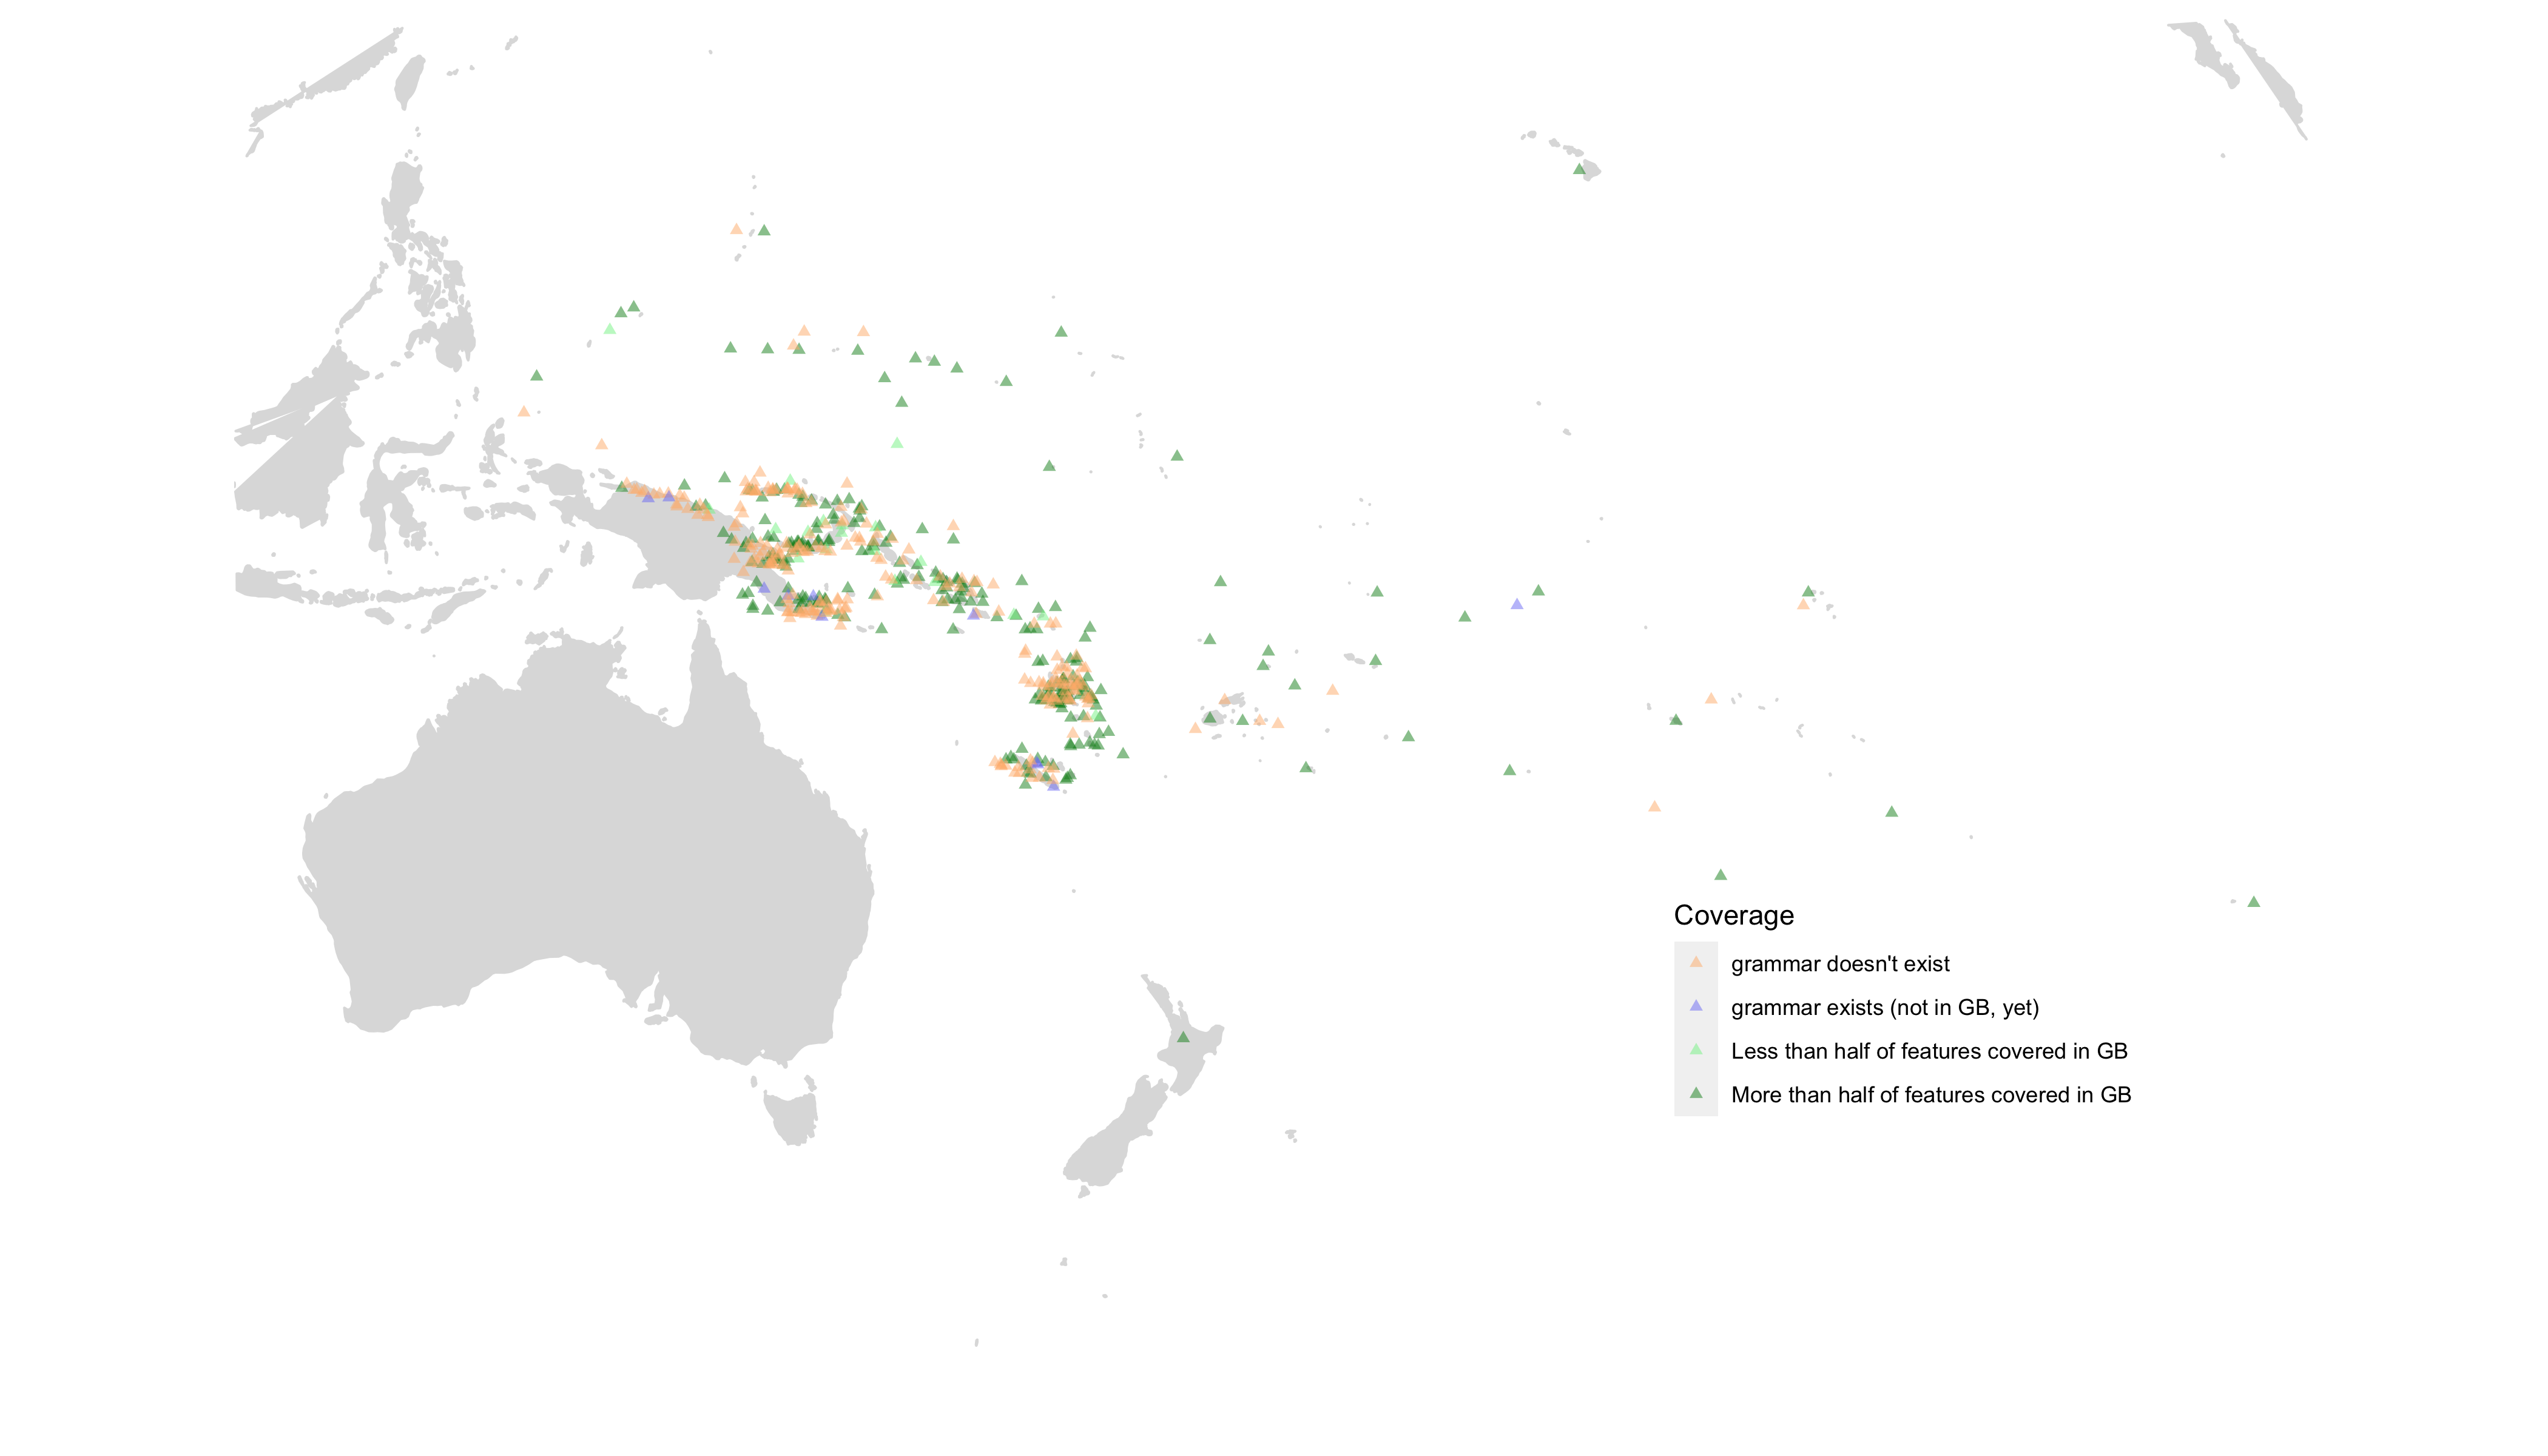 Coverage
grammar doesn't exist
grammar exists (not in GB, yet)
Less than half of features covered in GB
More than half of features covered in GB